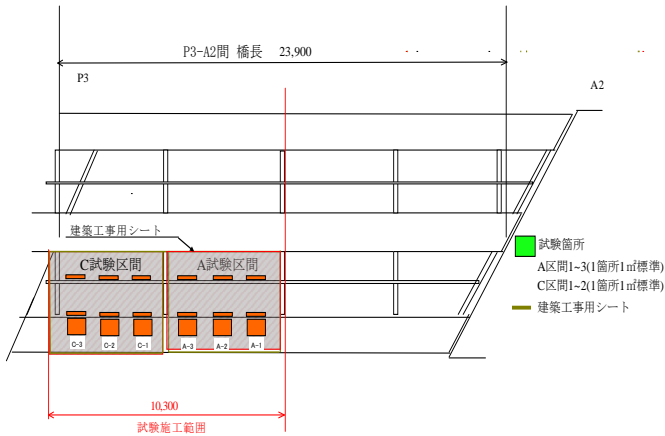 P3-A2間 橋長 23,900
P3
A2
建築工事用シート
C試験区間
A試験区間
試験箇所
A区間1~3(1箇所1㎡標準)
C区間1~2(1箇所1㎡標準)
建築工事用シート
C-3
C-2
C-1
A-3
A-2
A-1
10,300
試験施工範囲